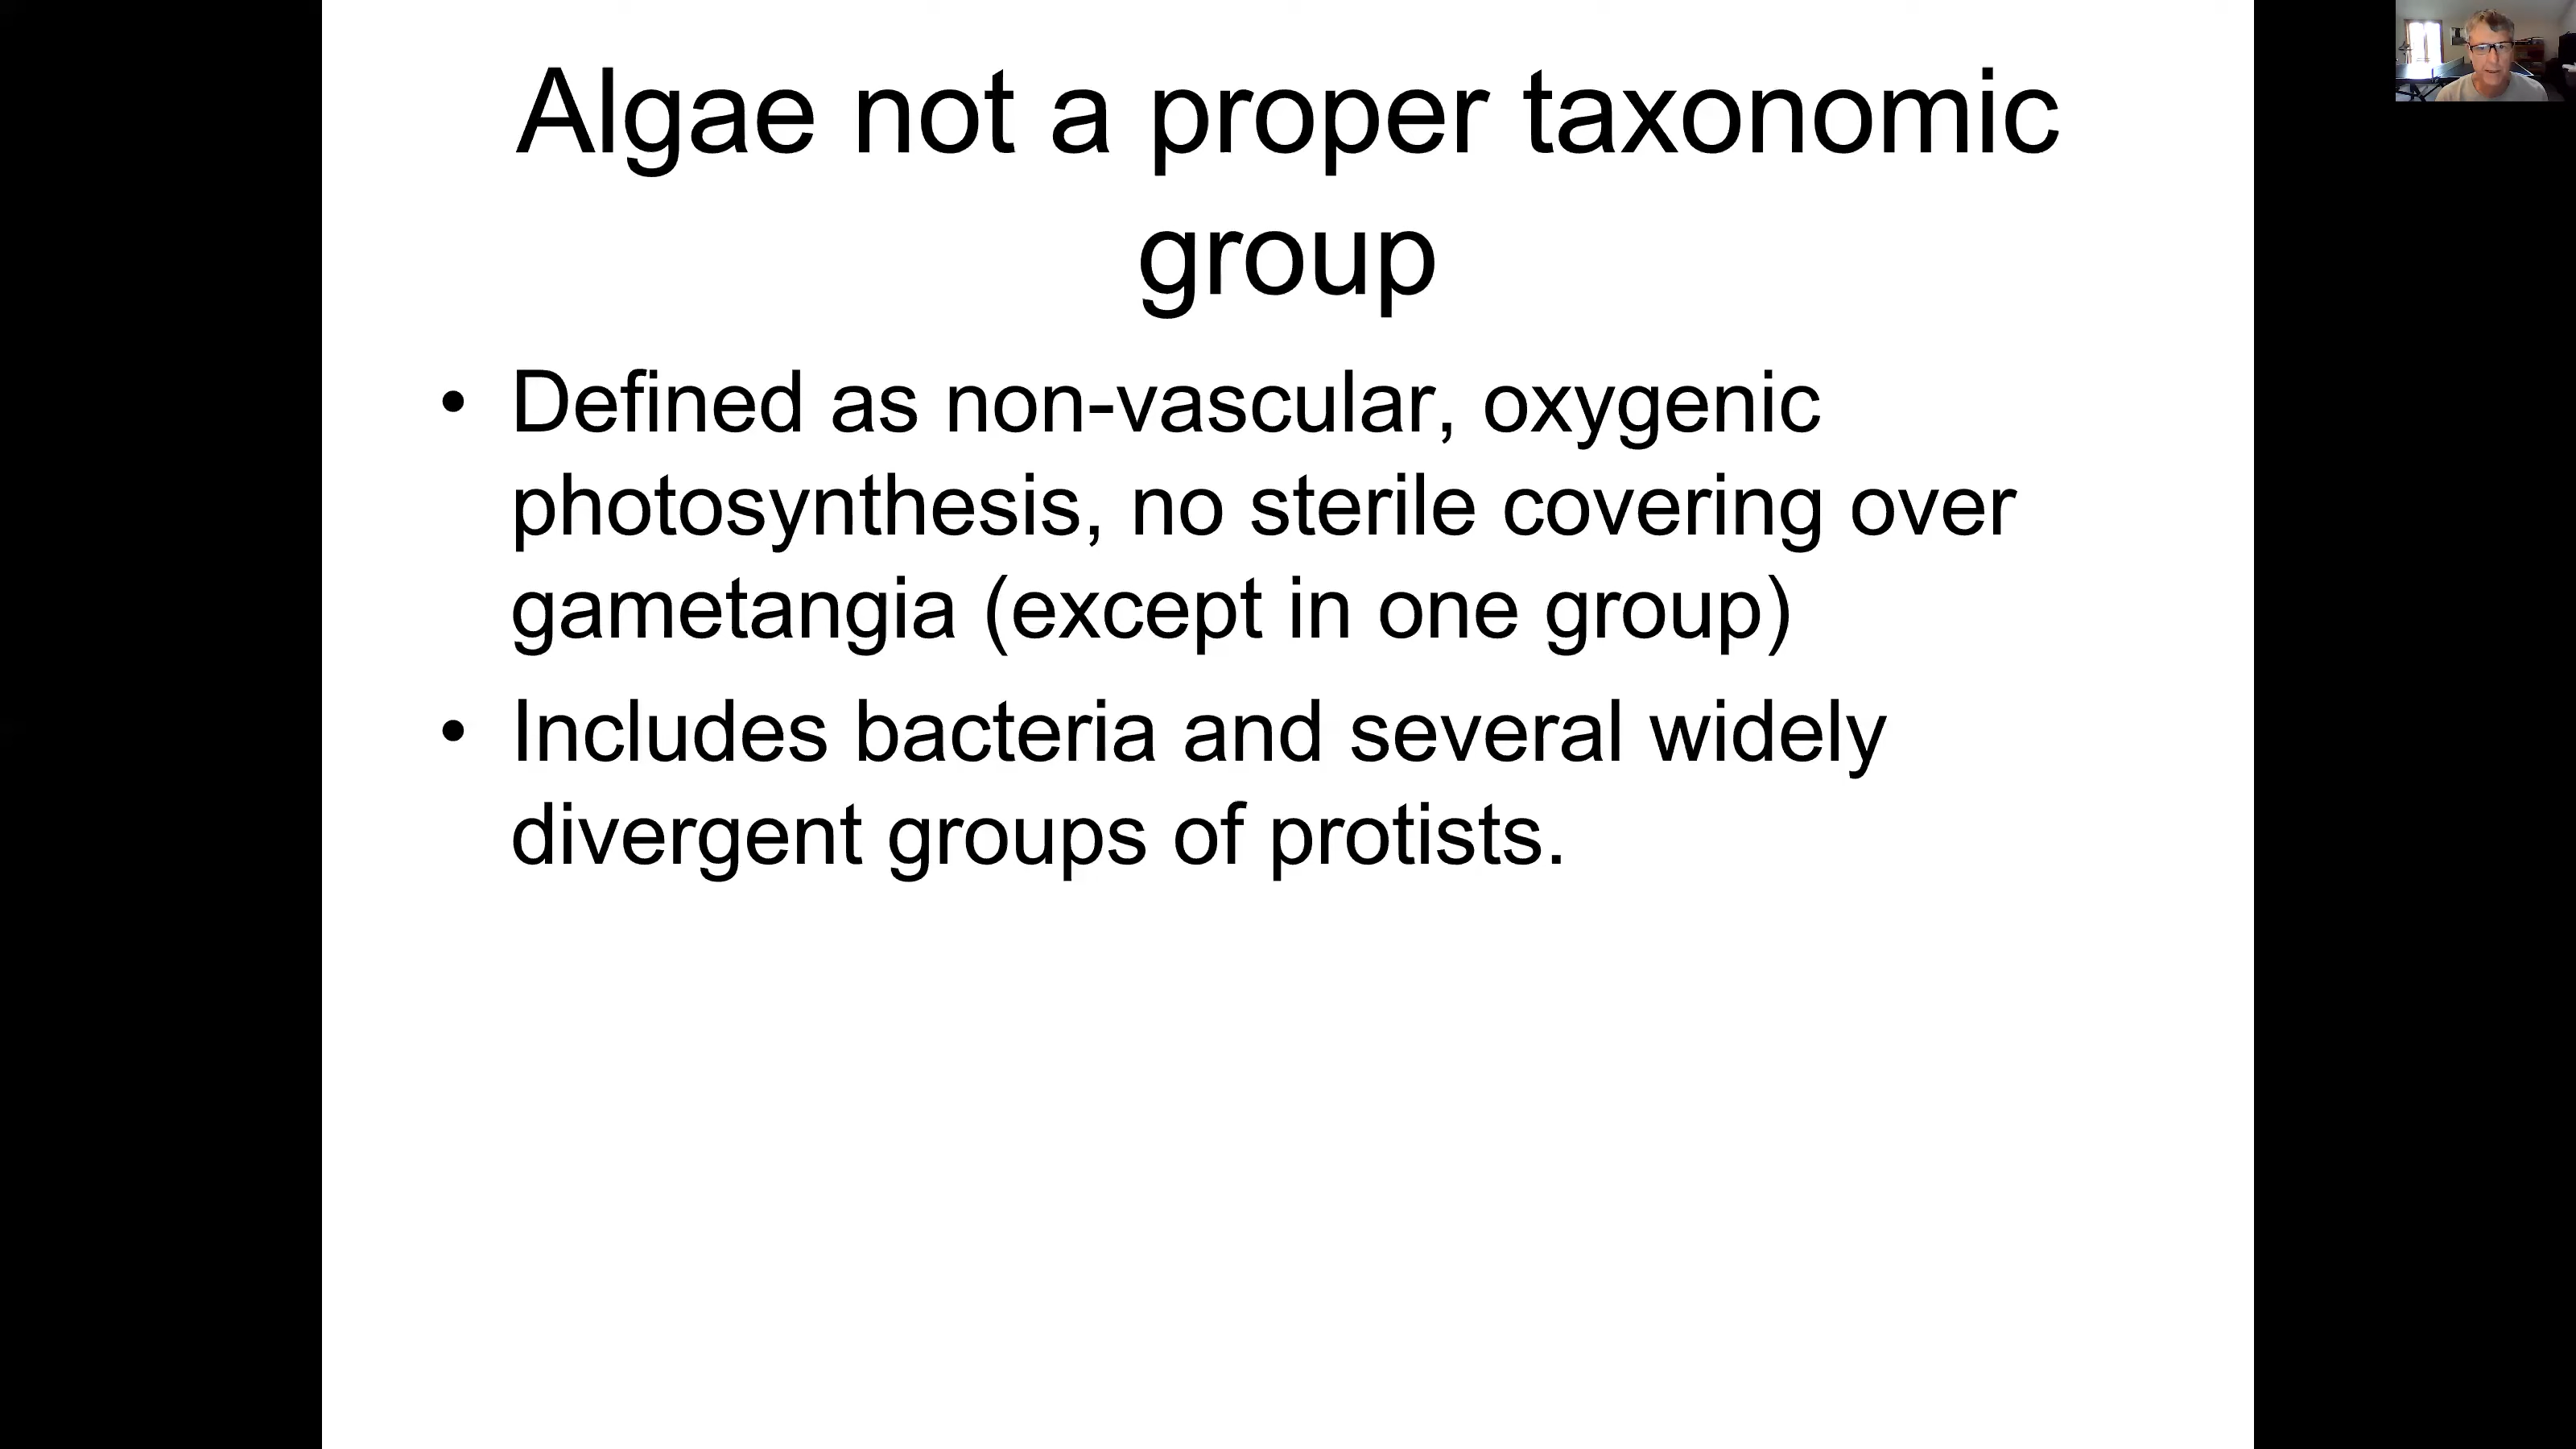 Algae not a proper taxonomic
group
• Defined as non-vascular, oxygenic
photosynthesis, no sterile covering over
gametangia (except in one group)
• Includes bacteria and several widely
divergent groups of protists.